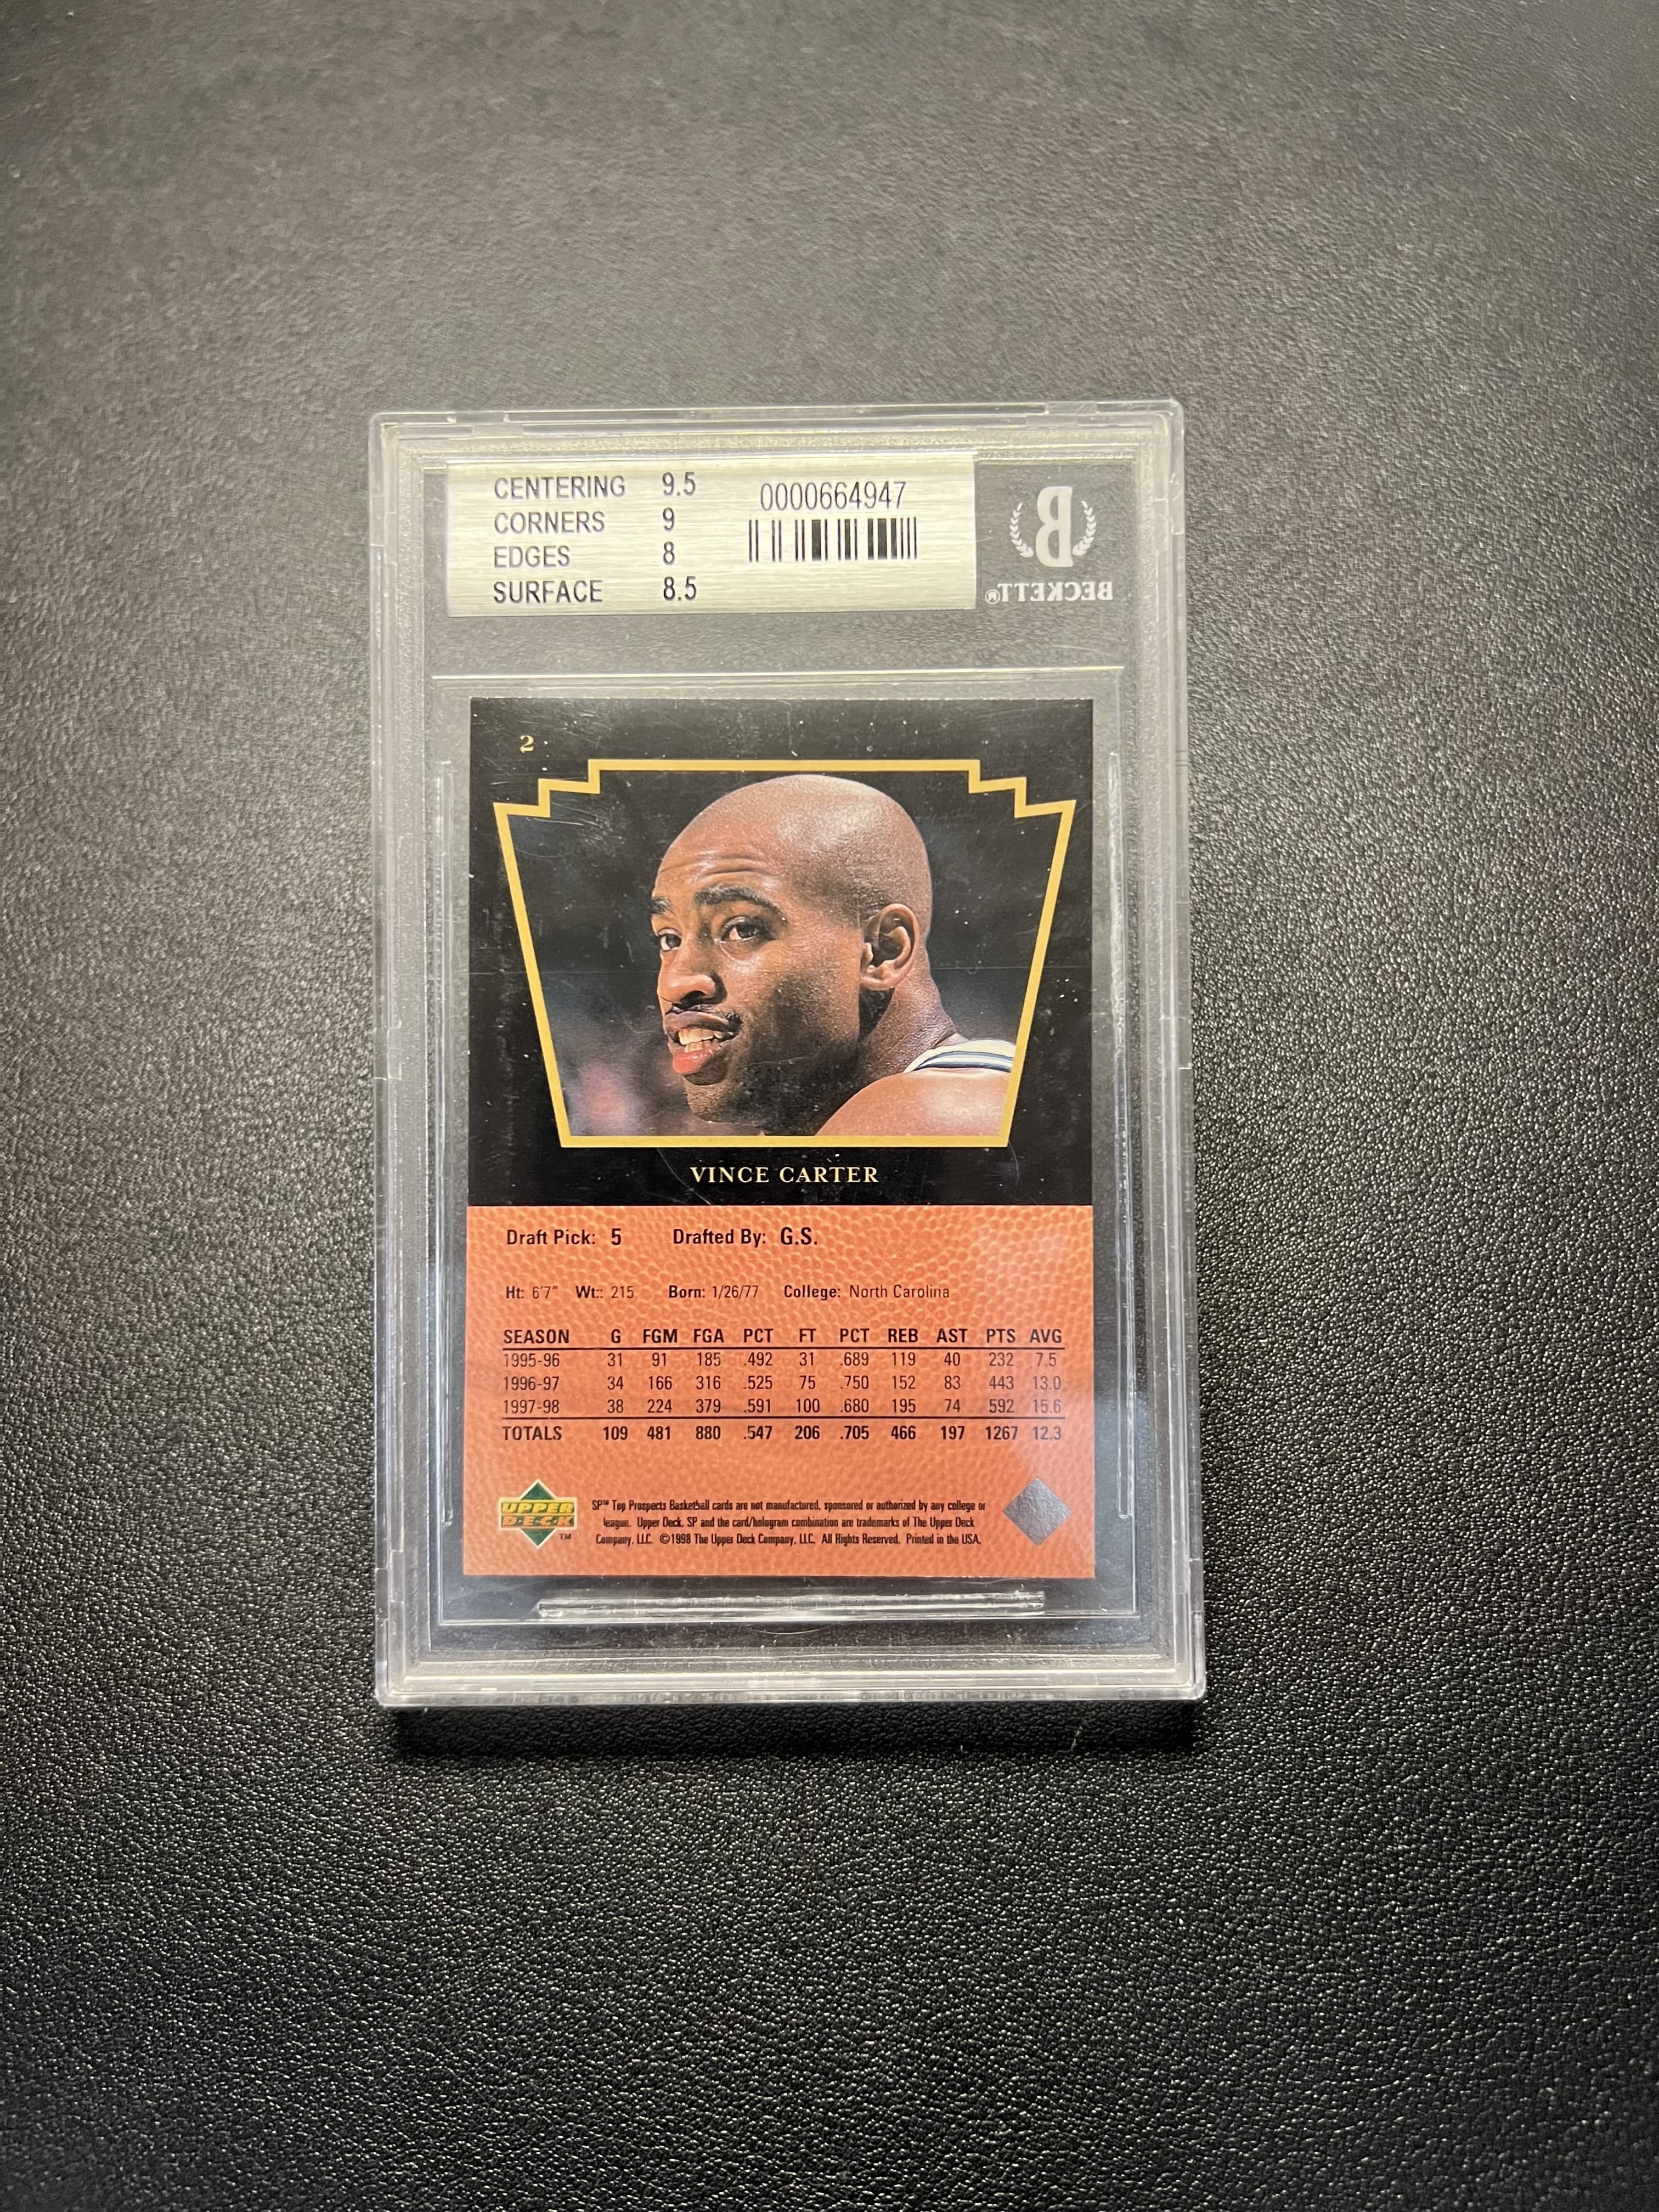 CENTERING 9.5
CORNERS 9
EDGES 8
SURFACE 8.5
0000664947
B
BECKETT®
2
VINCE CARTER
Draft Pick: 5 Drafted By: G.S.
Ht: 6'7" Wt.: 215 Born: 1/26/77 College: North Carolina
SEASON G FGM FGA PCT FT PCT REB AST PTS AVG
1995-96 31 91 185 .492 31 .689 119 40 232 7.5
1996-97 34 166 316 .525 75 .750 152 83 443 13.0
1997-98 38 224 379 .591 100 .680 195 74 592 15.6
TOTALS 109 481 880 .547 206 .705 466 197 1267 12.3
UPPER
DECK
™
SP™ Top Prospects Basketball cards are not manufactured, sponsored or authorized by any college or
league. Upper Deck, SP and the card/hologram combination are trademarks of The Upper Deck
Company, LLC. ©1998 The Upper Deck Company, LLC. All Rights Reserved. Printed in the USA.